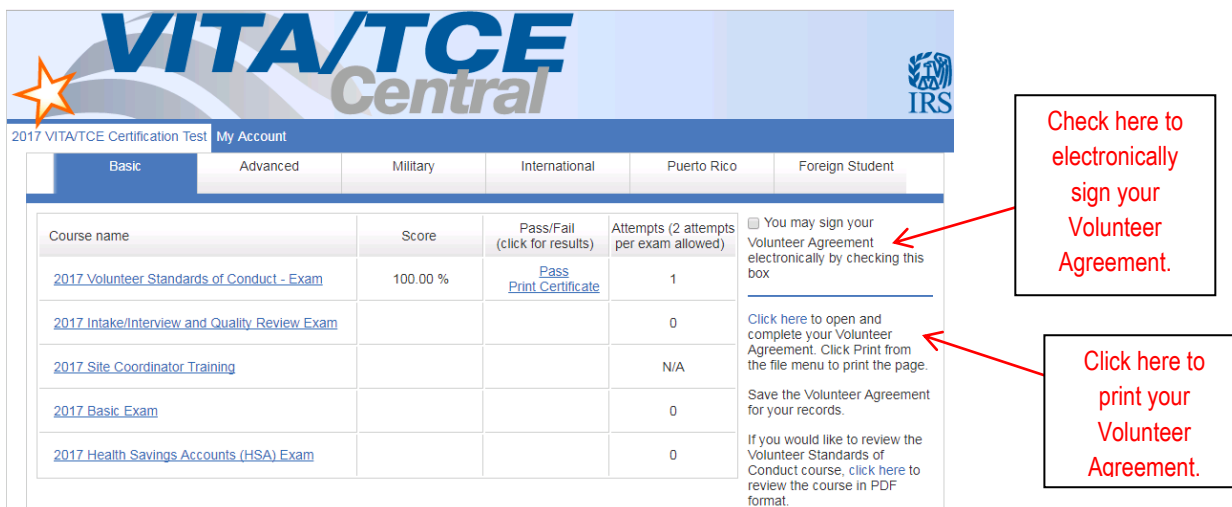 VITA/TCE
Central
IRS
2017 VITA/TCE Certification Test My Account
Basic Advanced Military International Puerto Rico Foreign Student
Course name Score Pass/Fail (click for results) Attempts (2 attempts per exam allowed)
2017 Volunteer Standards of Conduct - Exam 100.00 % Pass Print Certificate 1
2017 Intake/Interview and Quality Review Exam 0
2017 Site Coordinator Training N/A
2017 Basic Exam 0
2017 Health Savings Accounts (HSA) Exam 0
You may sign your
Volunteer Agreement
electronically by checking this
box
Click here to open and
complete your Volunteer
Agreement. Click Print from
the file menu to print the page.
Save the Volunteer Agreement
for your records.
If you would like to review the
Volunteer Standards of
Conduct course, click here to
review the course in PDF
format.
Check here to
electronically
sign your
Volunteer
Agreement.
Click here to
print your
Volunteer
Agreement.